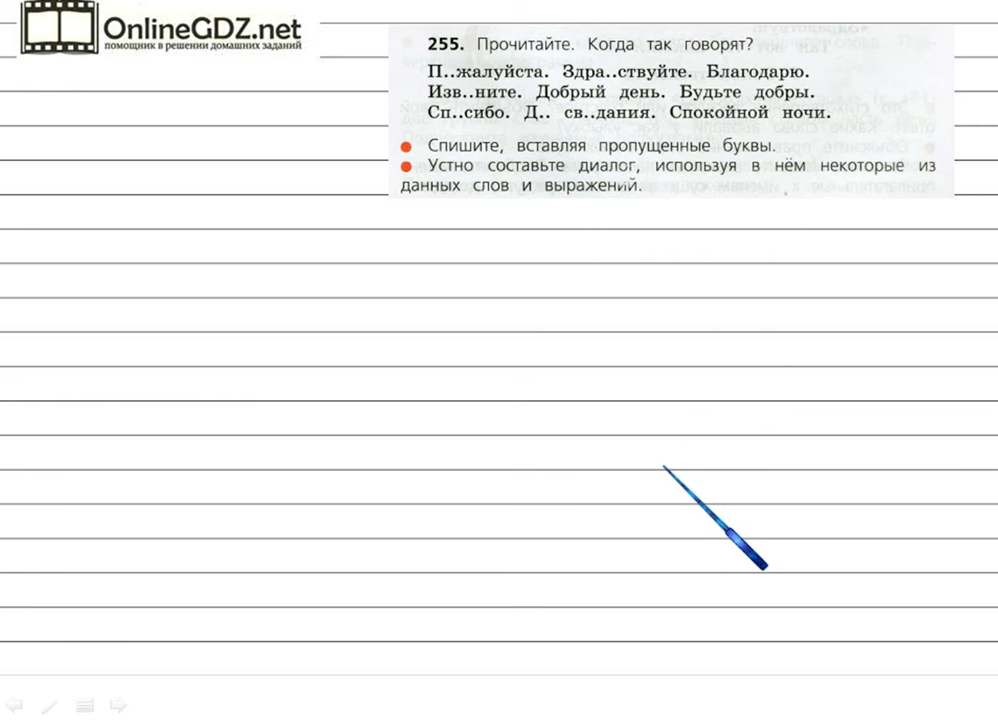 OnlineGDZ.net
помощник в решении домашних заданий
255. Прочитайте. Когда так говорят?
П..жалуйста. Здра..ствуйте. Благодарю.
Изв..ните. Добрый день. Будьте добры.
Сп..сибо. Д.. св..дания. Спокойной ночи.
Спишите, вставляя пропущенные буквы.
Устно составьте диалог, используя в нём некоторые из
данных слов и выражений.